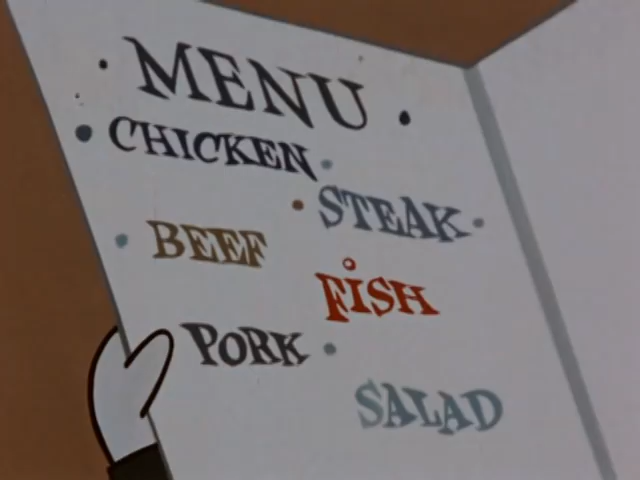 MENU
CHICKEN
STEAK
BEEF
FISH
PORK
SALAD